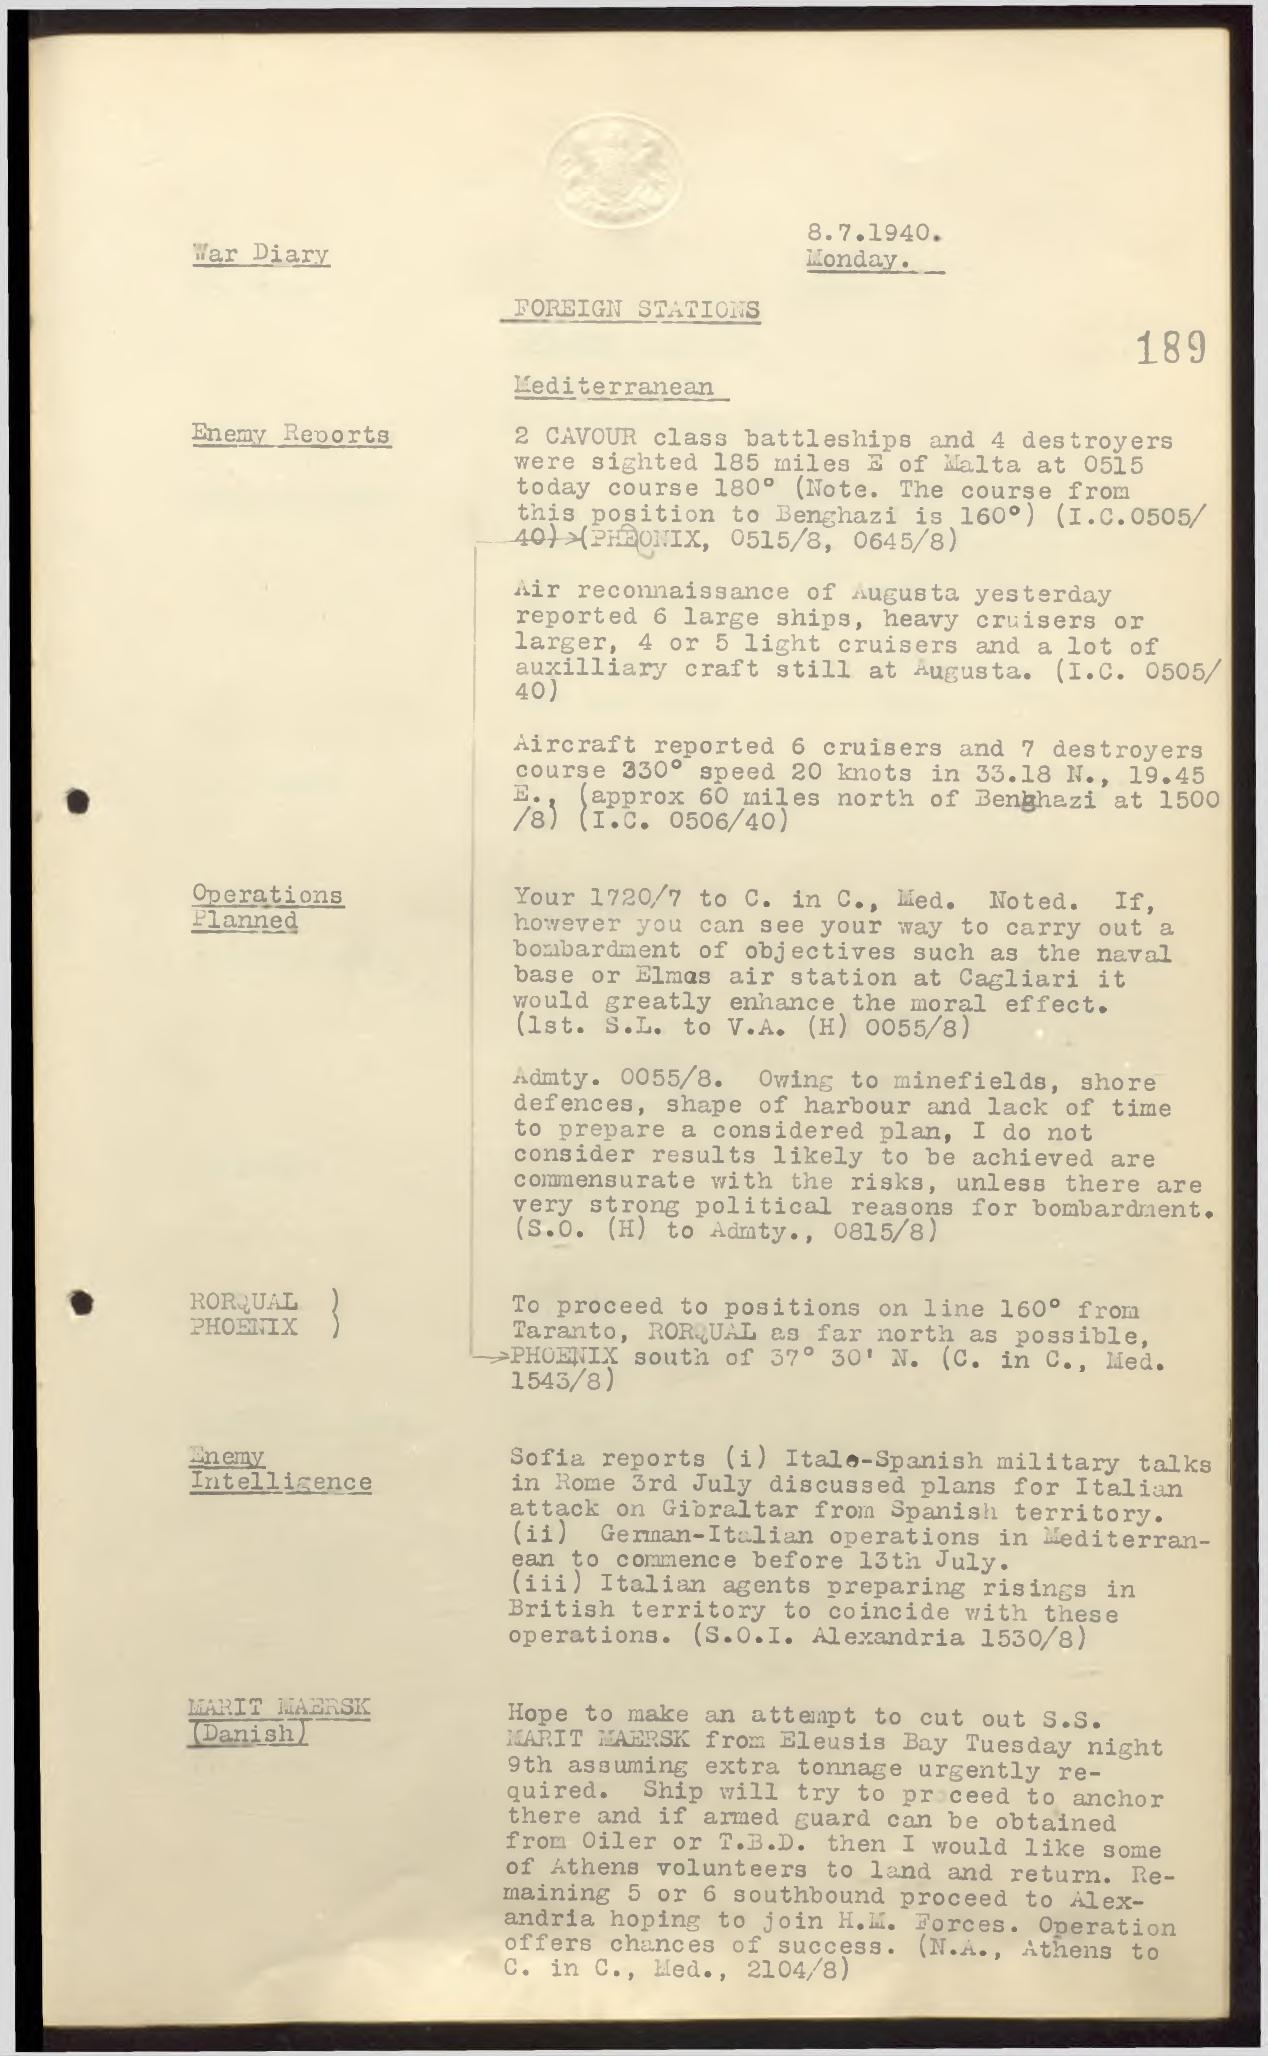 War Diary
8.7.1940.
Monday.
FOREIGN STATIONS
189
Mediterranean
Enemy Reports
2 CAVOUR class battleships and 4 destroyers
were sighted 185 miles E of Malta at 0515
today course 180° (Note. The course from
this position to Benghazi is 160°) (I.C.0505/
40) (PHEONIX, 0515/8, 0645/8)
Air reconnaissance of Augusta yesterday
reported 6 large ships, heavy cruisers or
larger, 4 or 5 light cruisers and a lot of
auxilliary craft still at Augusta. (I.C. 0505/
40)
Aircraft reported 6 cruisers and 7 destroyers
course 330° speed 20 knots in 33.18 N., 19.45
E., (approx 60 miles north of Benghazi at 1500
/8) (I.C. 0506/40)
Operations
Planned
Your 1720/7 to C. in C., Med. Noted. If,
however you can see your way to carry out a
bombardment of objectives such as the naval
base or Elmas air station at Cagliari it
would greatly enhance the moral effect.
(1st. S.L. to V.A. (H) 0055/8)
Admty. 0055/8. Owing to minefields, shore
defences, shape of harbour and lack of time
to prepare a considered plan, I do not
consider results likely to be achieved are
commensurate with the risks, unless there are
very strong political reasons for bombardment.
(S.O. (H) to Admty., 0815/8)
RORQUAL )
PHOENIX )
To proceed to positions on line 160° from
Taranto, RORQUAL as far north as possible,
PHOENIX south of 37° 30' N. (C. in C., Med.
1543/8)
Enemy
Intelligence
Sofia reports (i) Italo-Spanish military talks
in Rome 3rd July discussed plans for Italian
attack on Gibraltar from Spanish territory.
(ii) German-Italian operations in Mediterran-
ean to commence before 13th July.
(iii) Italian agents preparing risings in
British territory to coincide with these
operations. (S.O.I. Alexandria 1530/8)
MARIT MAERSK
(Danish)
Hope to make an attempt to cut out S.S.
MARIT MAERSK from Eleusis Bay Tuesday night
9th assuming extra tonnage urgently re-
quired. Ship will try to proceed to anchor
there and if armed guard can be obtained
from Oiler or T.B.D. then I would like some
of Athens volunteers to land and return. Re-
maining 5 or 6 southbound proceed to Alex-
andria hoping to join H.M. Forces. Operation
offers chances of success. (N.A., Athens to
C. in C., Med., 2104/8)